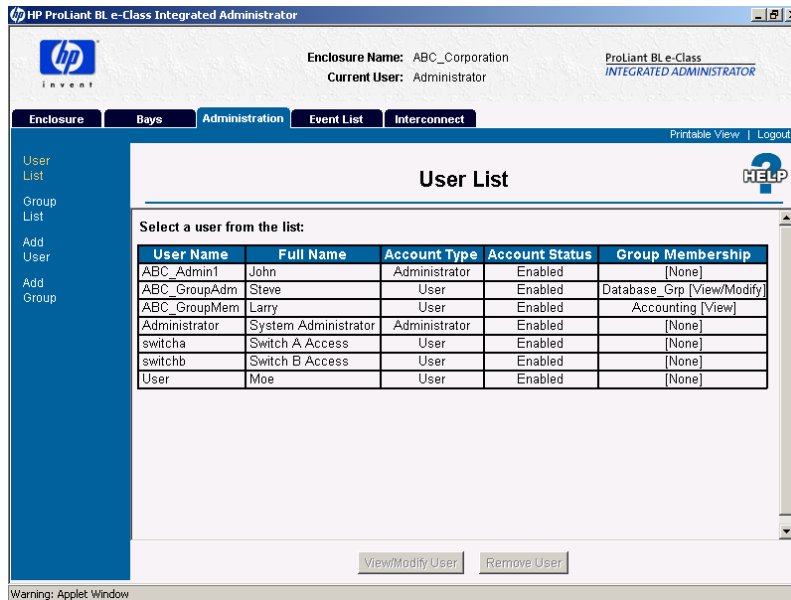 HP ProLiant BL e-Class Integrated Administrator
hp
invent
Enclosure Name: ABC_Corporation
Current User: Administrator
ProLiant BL e-Class
INTEGRATED ADMINISTRATOR
Enclosure Bays Administration Event List Interconnect
Printable View | Logout
User
List
Group
List
Add
User
Add
Group
User List
?
HELP
Select a user from the list:
User Name Full Name Account Type Account Status Group Membership
ABC_Admin1 John Administrator Enabled [None]
ABC_GroupAdm Steve User Enabled Database_Grp [View/Modify]
ABC_GroupMem Larry User Enabled Accounting [View]
Administrator System Administrator Administrator Enabled [None]
switcha Switch A Access User Enabled [None]
switchb Switch B Access User Enabled [None]
User Moe User Enabled [None]
View/Modify User Remove User
Warning: Applet Window